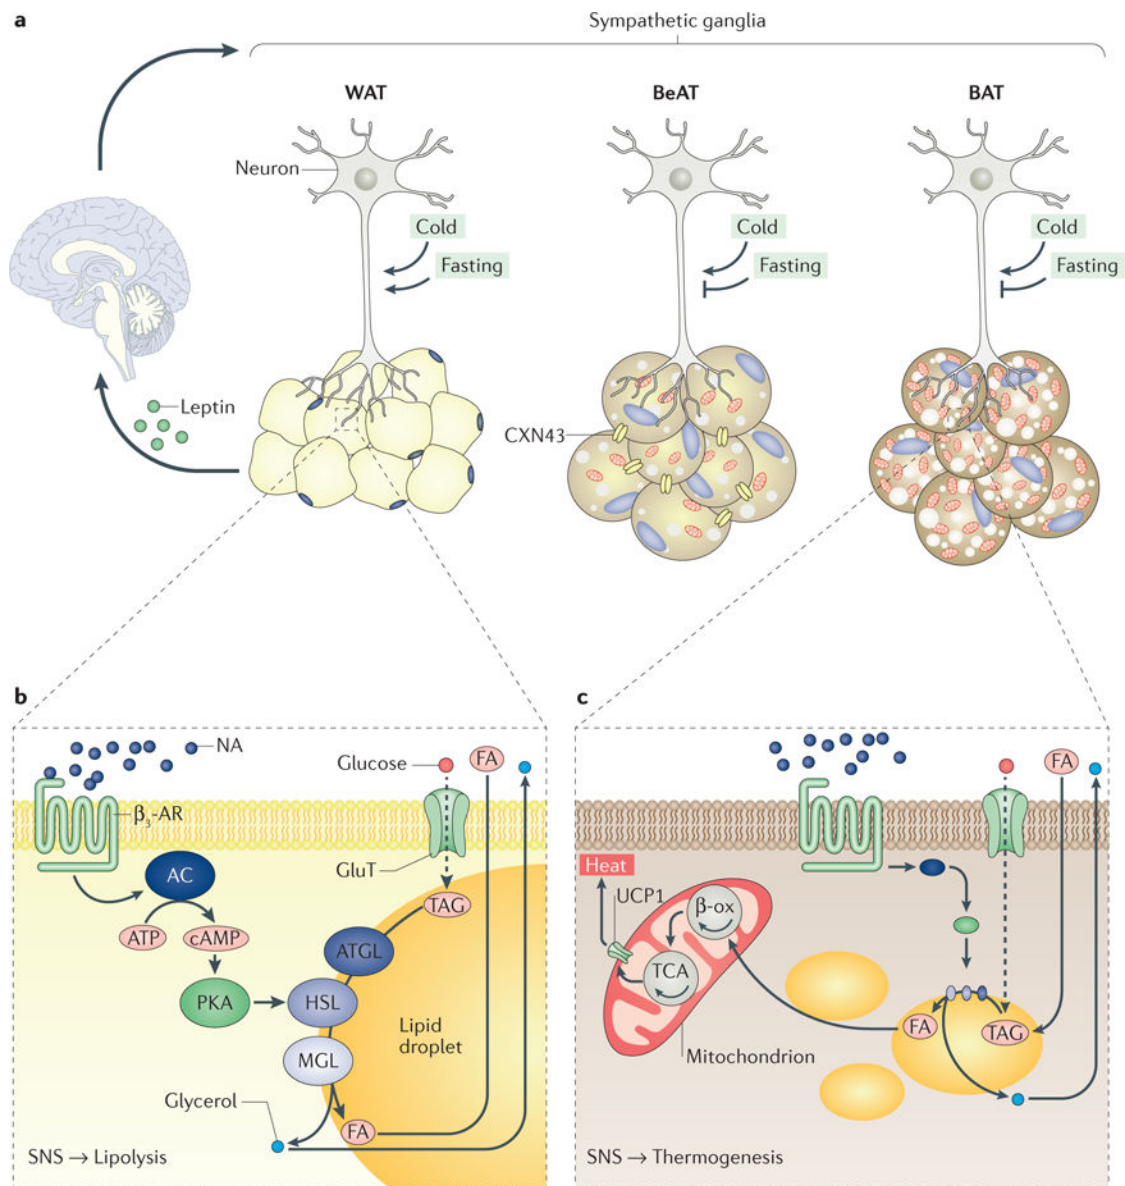 a
Sympathetic ganglia
WAT
BeAT
BAT
Neuron
Cold
Fasting
Cold
Fasting
Cold
Fasting
Leptin
CXN43
b
NA
Glucose
FA
β₃-AR
GluT
AC
ATP
cAMP
TAG
ATGL
PKA
HSL
Lipid
droplet
MGL
Glycerol
FA
SNS → Lipolysis
c
FA
Heat
UCP1
β-ox
TCA
FA
TAG
Mitochondrion
SNS → Thermogenesis